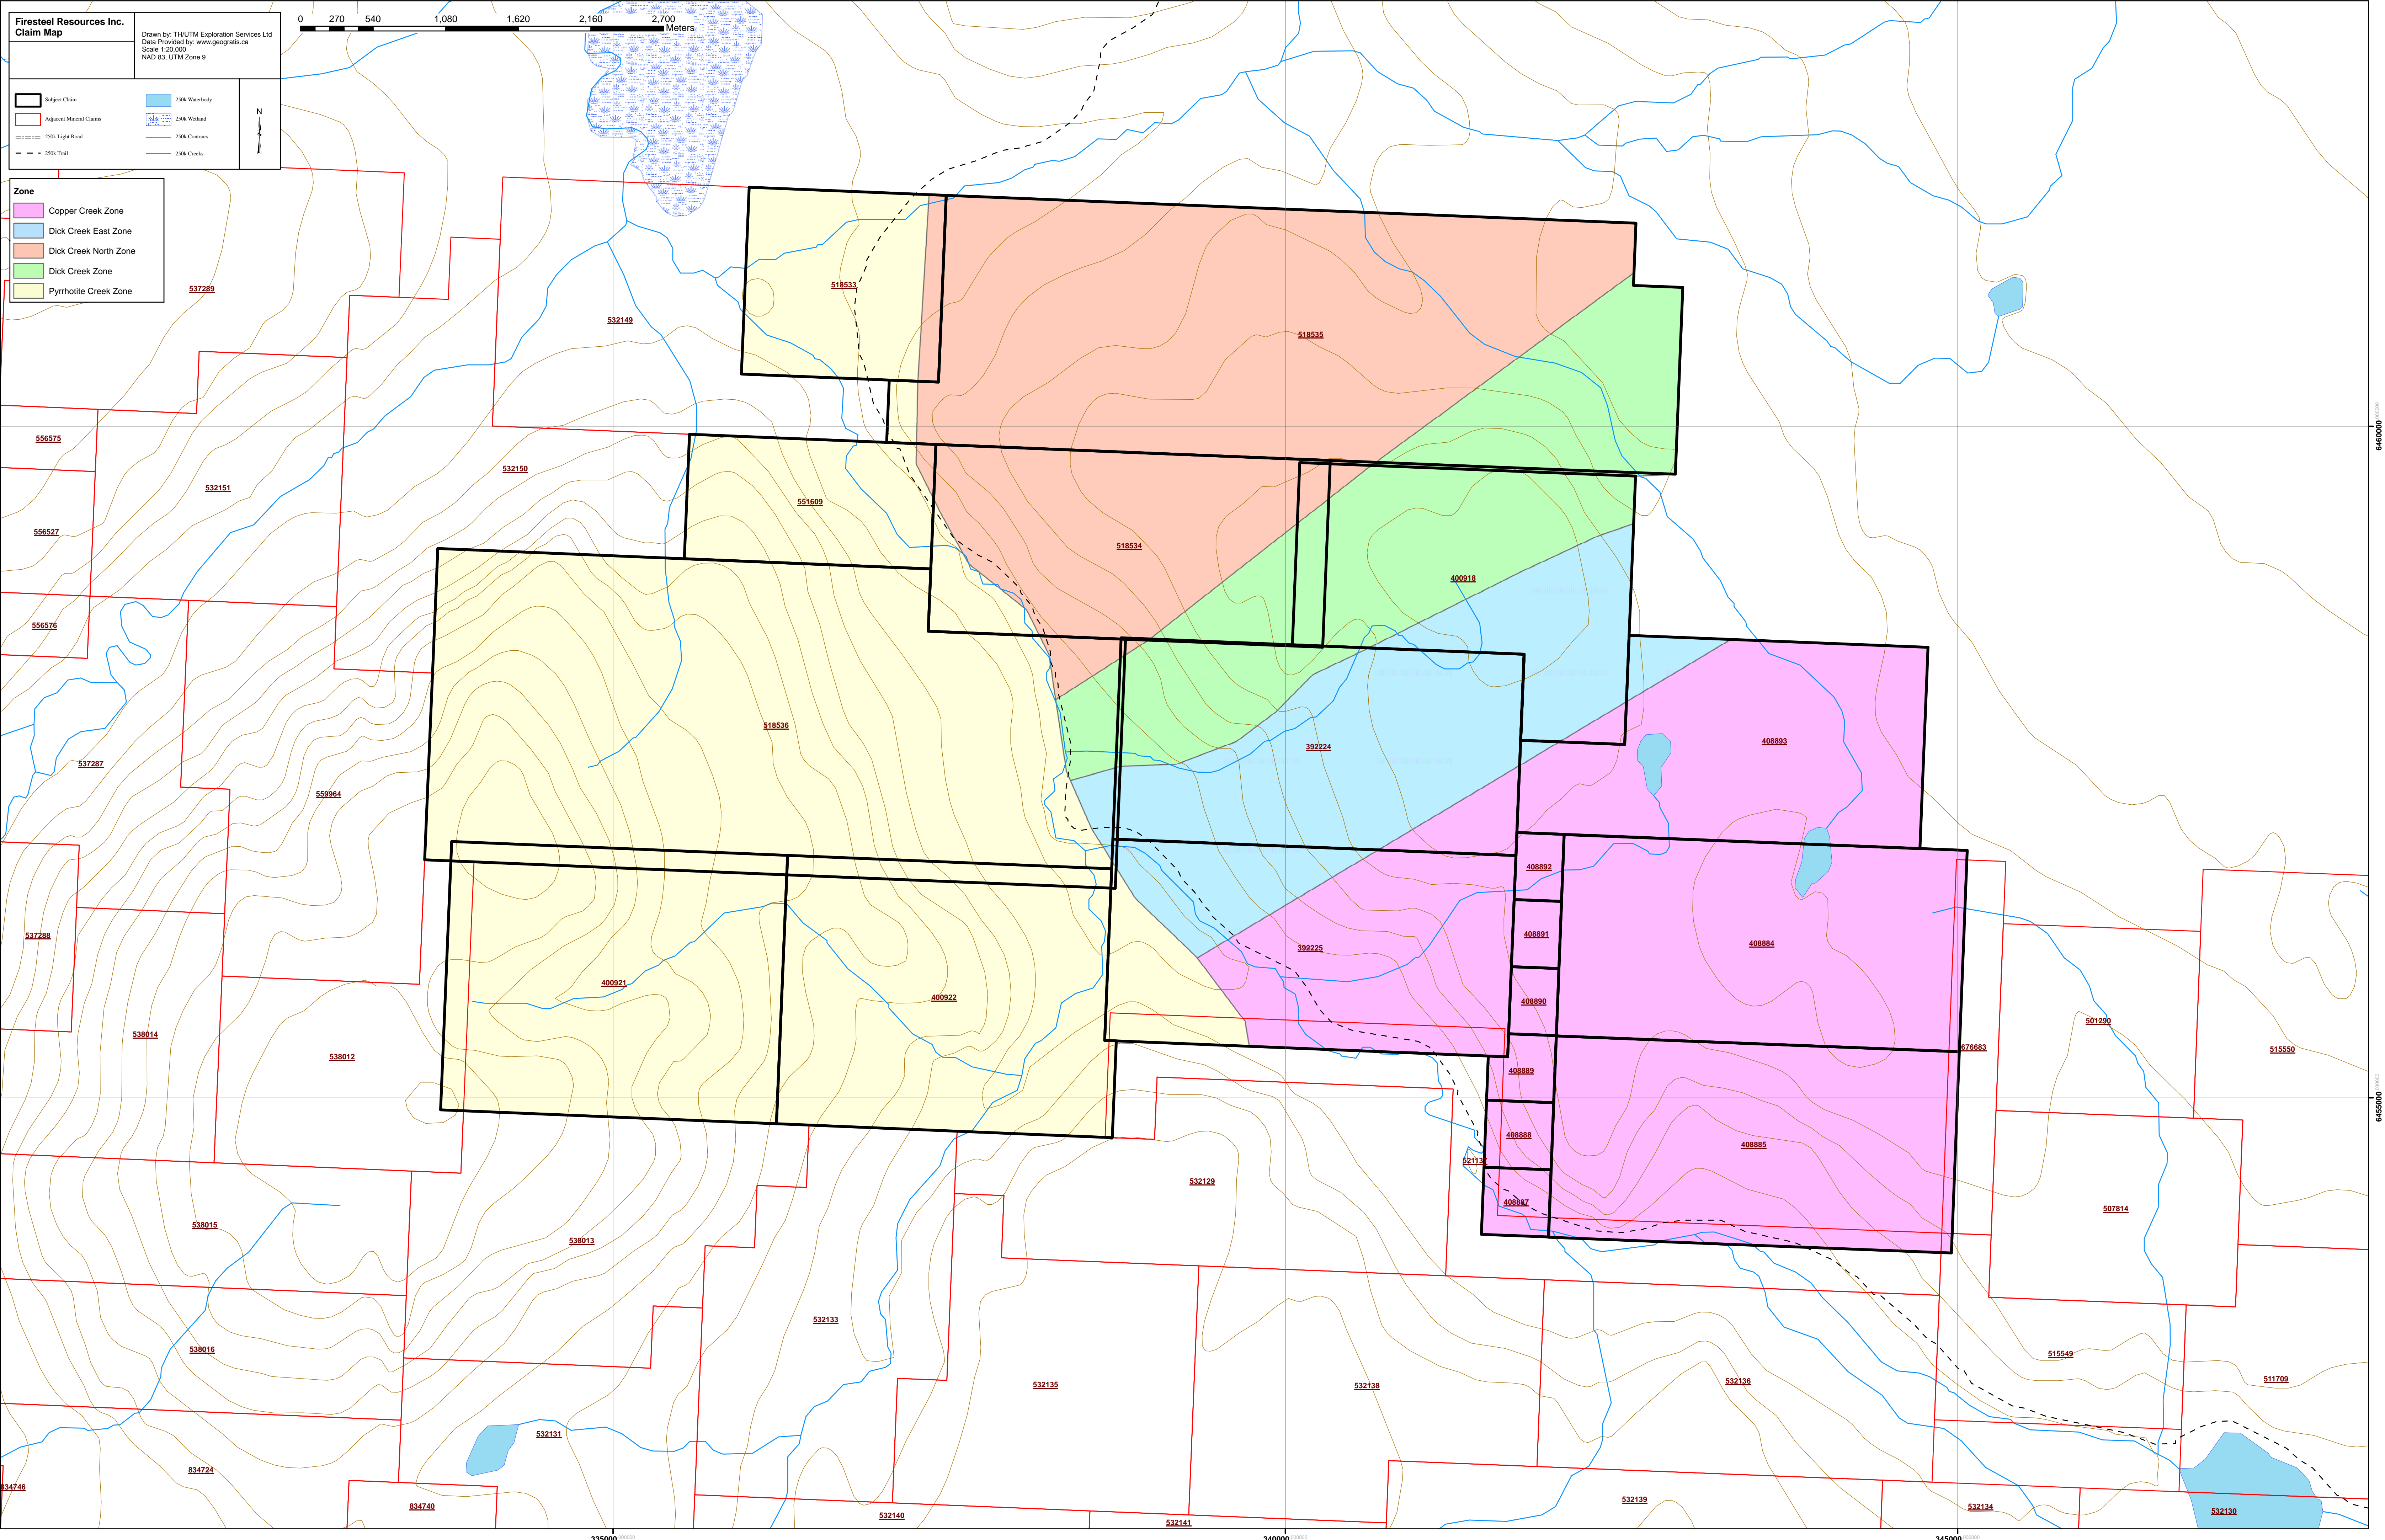 Firesteel Resources Inc.
Claim Map
Drawn by: TH/UTM Exploration Services Ltd
Data Provided by: www.geogratis.ca
Scale 1:20,000
NAD 83, UTM Zone 9
Subject Claim
Adjacent Mineral Claims
250k Light Road
250k Trail
250k Waterbody
250k Wetland
250k Contours
250k Creeks
N
0 270 540 1,080 1,620 2,160 2,700
Meters
Zone
Copper Creek Zone
Dick Creek East Zone
Dick Creek North Zone
Dick Creek Zone
Pyrrhotite Creek Zone
537289
532149
518533
518535
556575
532150
532151
551609
556527
518534
400918
556576
518536
392224
408893
537287
559964
408892
537288
408891
392225
408884
400921
400922
408890
538014
538012
501290
676683
515550
408889
408888
408885
521137
532129
408887
507814
538015
538013
532133
538016
515549
511709
532135
532138
532136
532131
834724
834746
834740
532139
532134
532130
532140
532141
6460000
6455000
335000
340000
345000